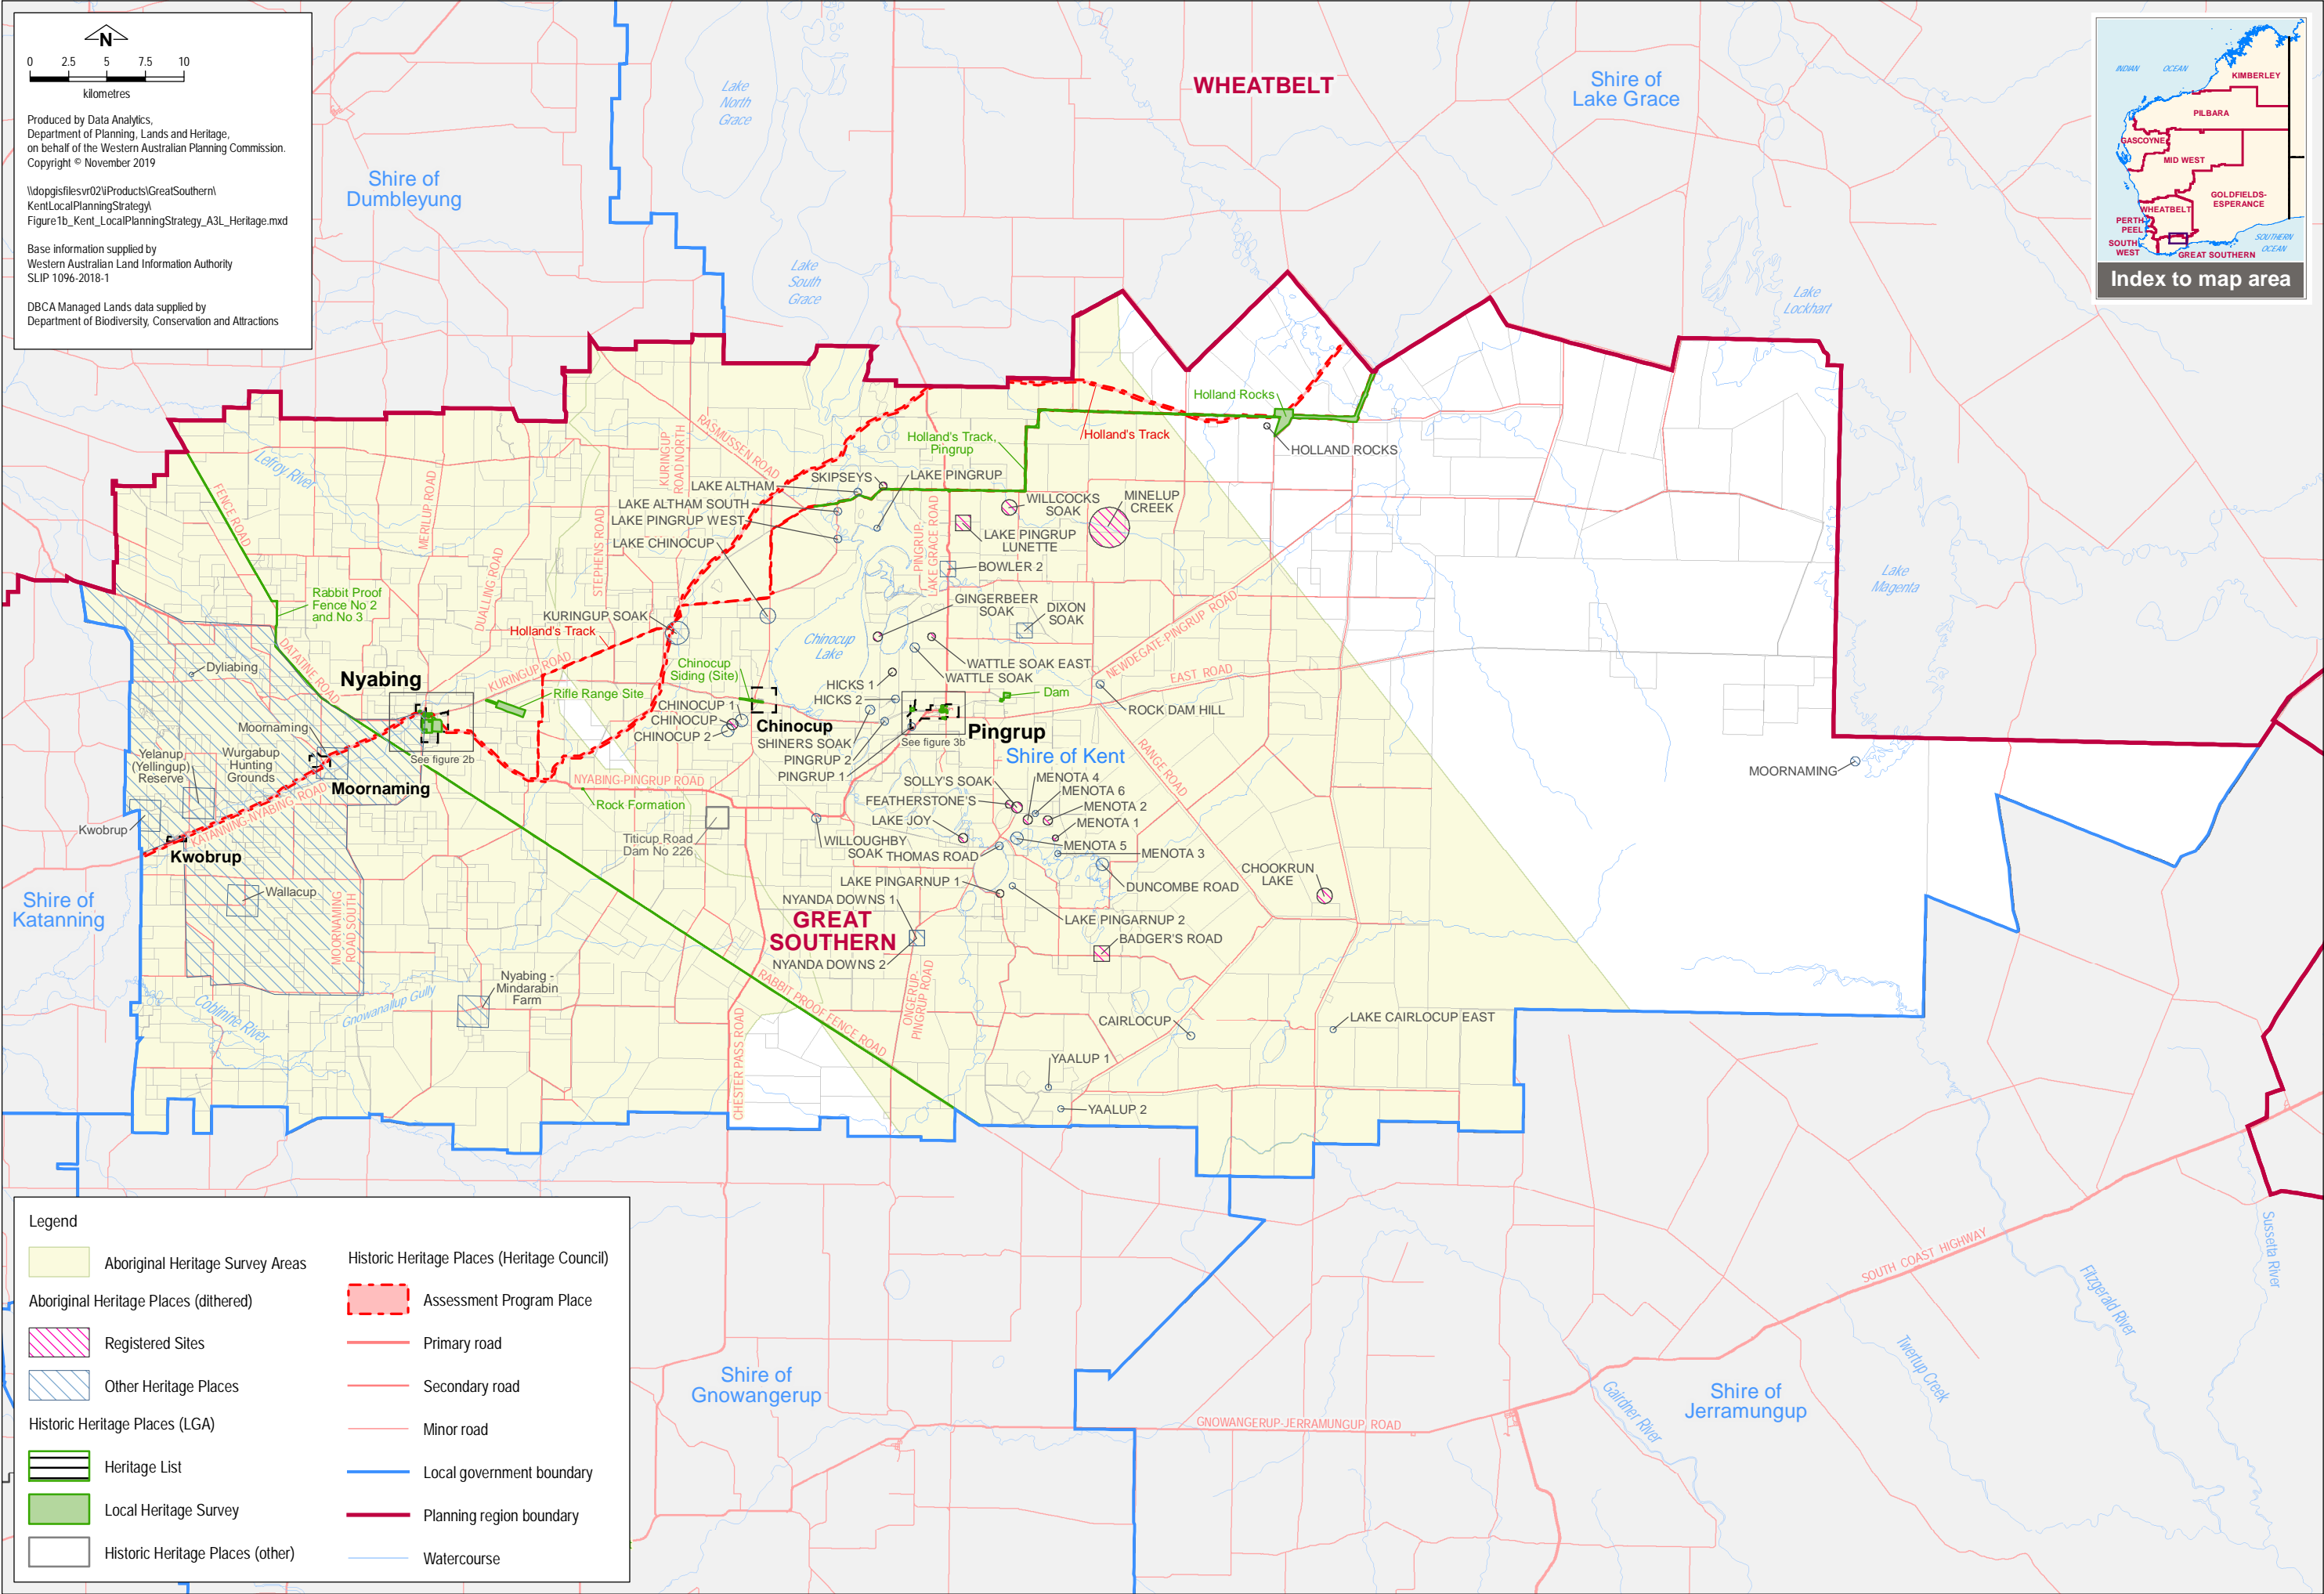 N
0 2.5 5 7.5 10
kilometres
Produced by Data Analytics,
Department of Planning, Lands and Heritage,
on behalf of the Western Australian Planning Commission.
Copyright © November 2019
\\dopgisfilesvr02\iProducts\GreatSouthern\
KentLocalPlanningStrategy\
Figure1b_Kent_LocalPlanningStrategy_A3L_Heritage.mxd
Base information supplied by
Western Australian Land Information Authority
SLIP 1096-2018-1
DBCA Managed Lands data supplied by
Department of Biodiversity, Conservation and Attractions
INDIAN OCEAN
KIMBERLEY
PILBARA
GASCOYNE
MID WEST
GOLDFIELDS-
ESPERANCE
WHEATBELT
PERTH
PEEL
SOUTH
WEST
GREAT SOUTHERN
SOUTHERN
OCEAN
Index to map area
WHEATBELT
Shire of
Lake Grace
Lake
North
Grace
Shire of
Dumbleyung
Lake
South
Grace
Lake
Lockhart
Holland Rocks
HOLLAND ROCKS
Holland's Track
Holland's Track,
Pingrup
RASMUSSEN ROAD
KURINGUP
ROAD NORTH
Lefroy River
FENCE ROAD
MERILUP ROAD
DUALLING ROAD
STEPHENS ROAD
SKIPSEYS
LAKE PINGRUP
LAKE ALTHAM
LAKE ALTHAM SOUTH
LAKE PINGRUP WEST
LAKE CHINOCUP
PINGRUP-
LAKE GRACE ROAD
WILLCOCKS
SOAK
MINELUP
CREEK
LAKE PINGRUP
LUNETTE
BOWLER 2
GINGERBEER
SOAK
DIXON
SOAK
Lake
Magenta
Rabbit Proof
Fence No 2
and No 3
KURINGUP SOAK
Holland's Track
Chinocup
Lake
NEWDEGATE-PINGRUP ROAD
EAST ROAD
DATATINE ROAD
Dyliabing
Nyabing
KURINGUP ROAD
Chinocup
Siding (Site)
WATTLE SOAK EAST
WATTLE SOAK
HICKS 1
HICKS 2
Rifle Range Site
Dam
ROCK DAM HILL
CHINOCUP 1
CHINOCUP
CHINOCUP 2
Chinocup
SHINERS SOAK
PINGRUP 2
PINGRUP 1
See figure 3b
Pingrup
Shire of Kent
Moornaming
Yelanup
(Yellingup)
Reserve
Wurgabup
Hunting
Grounds
See figure 2b
Moornaming
KATANNING-NYABING-ROAD
NYABING-PINGRUP ROAD
Rock Formation
RANGE ROAD
MOORNAMING
SOLLY'S SOAK
FEATHERSTONE'S
LAKE JOY
MENOTA 4
MENOTA 6
MENOTA 2
MENOTA 1
MENOTA 5
MENOTA 3
Kwobrup
Kwobrup
Titicup Road
Dam No 226
WILLOUGHBY
SOAK
THOMAS ROAD
DUNCOMBE ROAD
CHOOKRUN
LAKE
Shire of
Katanning
Wallacup
MOORNAMING
ROAD SOUTH
LAKE PINGARNUP 1
NYANDA DOWNS 1
LAKE PINGARNUP 2
GREAT
SOUTHERN
BADGER'S ROAD
NYANDA DOWNS 2
Nyabing -
Mindarabin
Farm
Coblinine River
Gnowanallup Gully
RABBIT PROOF FENCE ROAD
ONGERUP-
PINGRUP ROAD
CHESTER PASS ROAD
CAIRLOCUP
LAKE CAIRLOCUP EAST
YAALUP 1
YAALUP 2
SOUTH COAST HIGHWAY
Sussetta River
Fitzgerald River
Twertup Creek
Gairdner River
Shire of
Gnowangerup
GNOWANGERUP-JERRAMUNGUP ROAD
Shire of
Jerramungup
Legend
Aboriginal Heritage Survey Areas
Aboriginal Heritage Places (dithered)
Registered Sites
Other Heritage Places
Historic Heritage Places (LGA)
Heritage List
Local Heritage Survey
Historic Heritage Places (other)
Historic Heritage Places (Heritage Council)
Assessment Program Place
Primary road
Secondary road
Minor road
Local government boundary
Planning region boundary
Watercourse